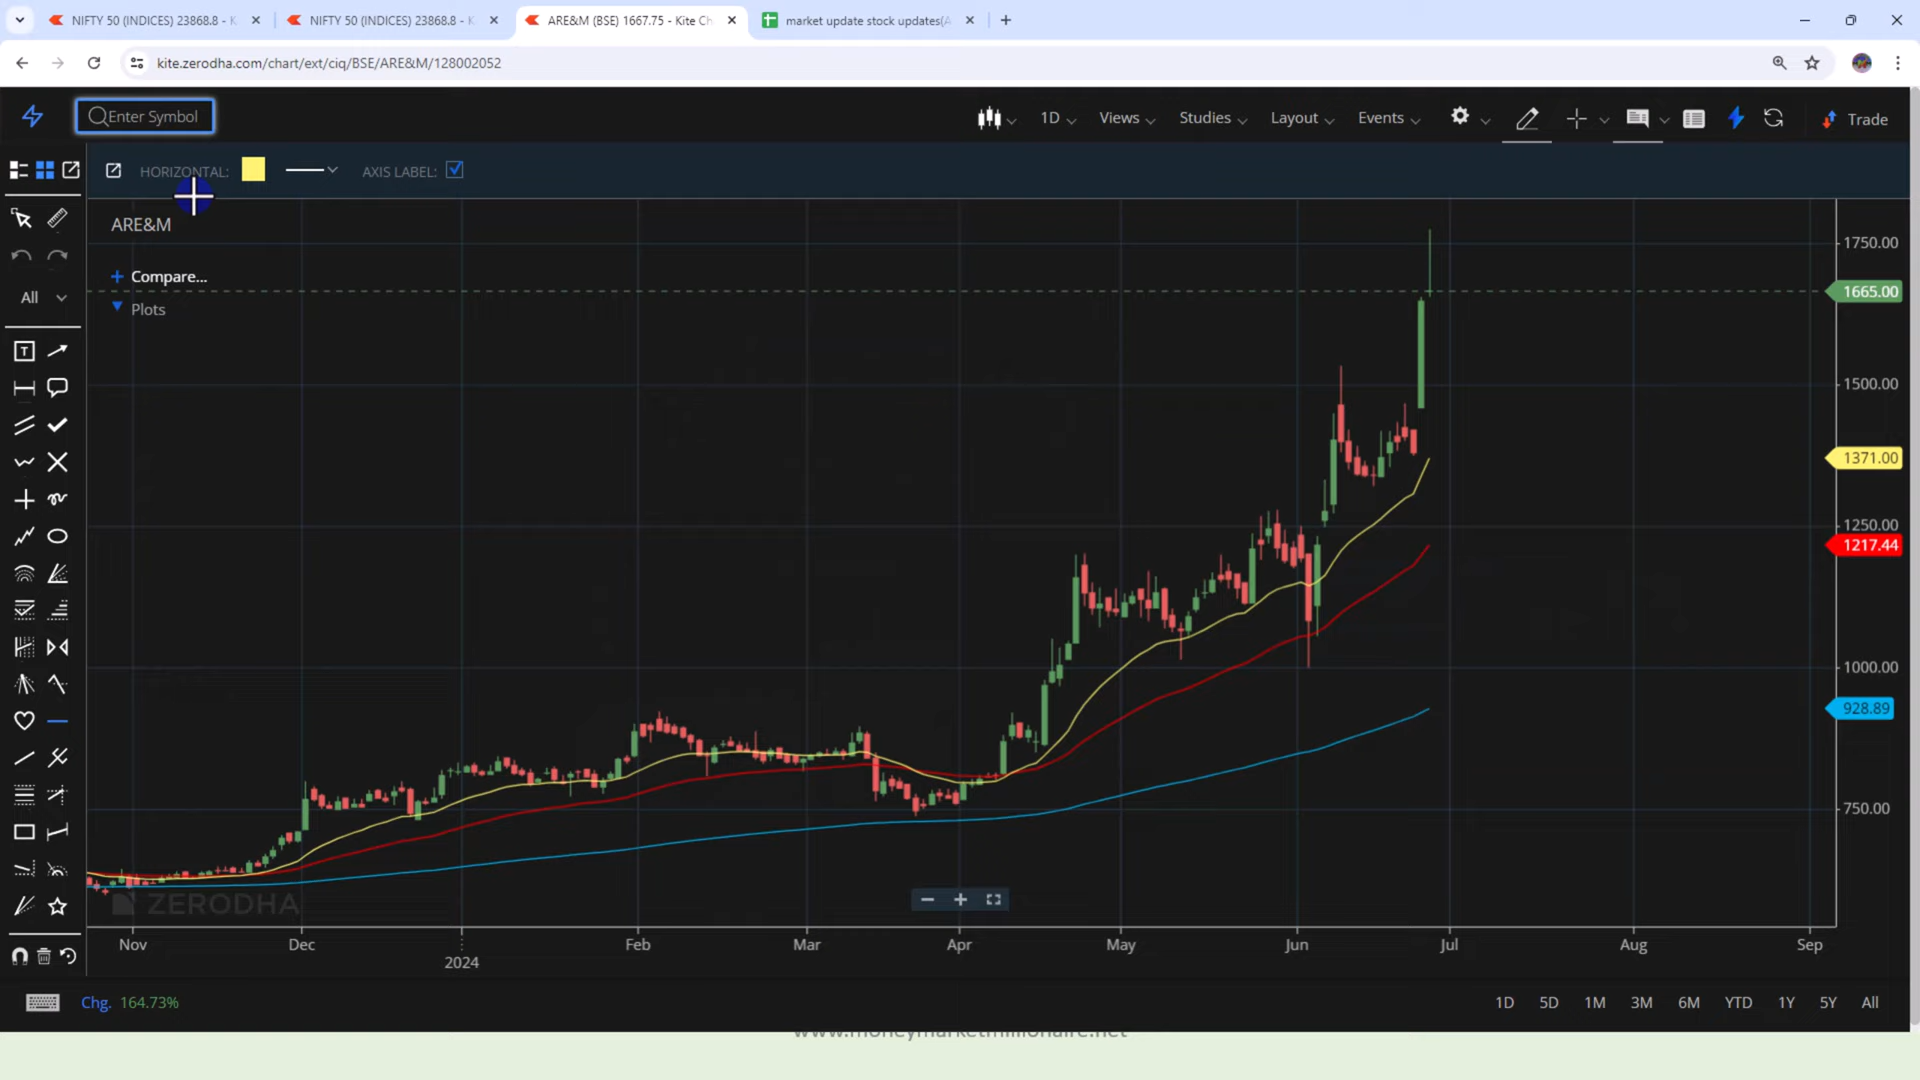 NIFTY 50 (INDICES) 23868.8 - K
NIFTY 50 (INDICES) 23868.8 - K
ARE&M (BSE) 1667.75 - Kite Ch
market update stock updates(A
kite.zerodha.com/chart/ext/ciq/BSE/ARE&M/128002052
Enter Symbol
1D
Views
Studies
Layout
Events
Trade
HORIZONTAL:
AXIS LABEL:
ARE&M
Compare...
Plots
All
1750.00
1665.00
1500.00
1371.00
1250.00
1217.44
1000.00
928.89
750.00
ZERODHA
Nov
Dec
2024
Feb
Mar
Apr
May
Jun
Jul
Aug
Sep
Chg. 164.73%
1D 5D 1M 3M 6M YTD 1Y 5Y All
www.moneymarketmillionaire.net